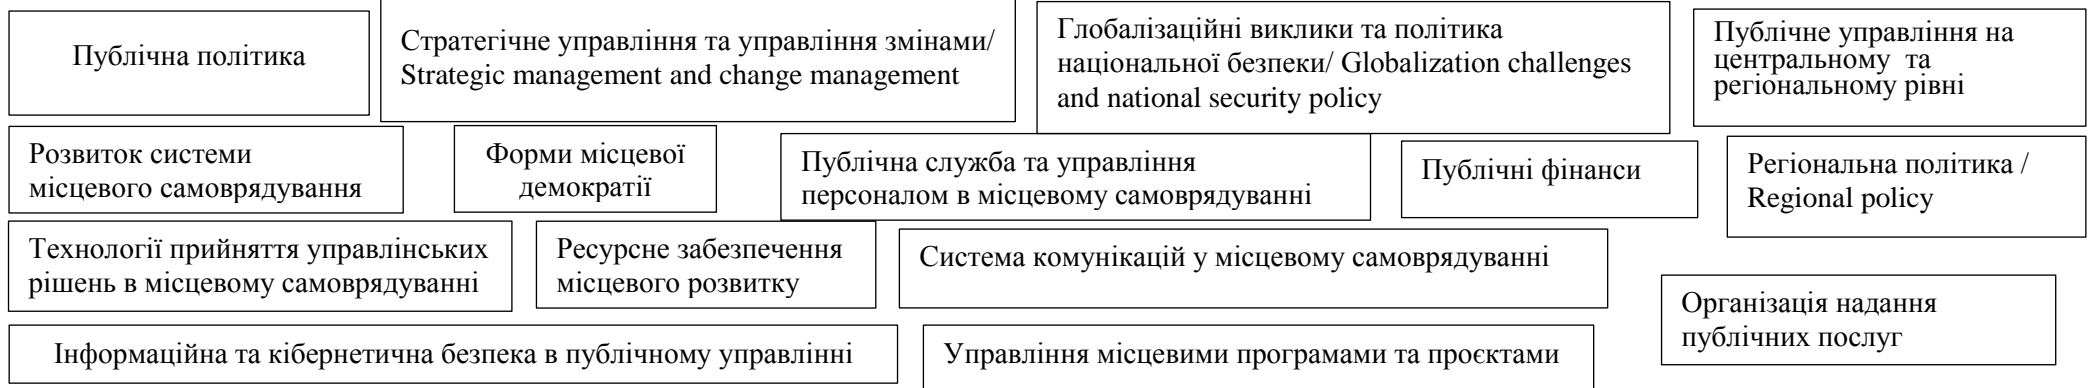 Публічна політика
Стратегічне управління та управління змінами/
Strategic management and change management
Глобалізаційні виклики та політика
національної безпеки/ Globalization challenges
and national security policy
Публічне управління на
центральному та
регіональному рівні
Розвиток системи
місцевого самоврядування
Форми місцевої
демократії
Публічна служба та управління
персоналом в місцевому самоврядуванні
Публічні фінанси
Регіональна політика /
Regional policy
Технології прийняття управлінських
рішень в місцевому самоврядуванні
Ресурсне забезпечення
місцевого розвитку
Система комунікацій у місцевому самоврядуванні
Організація надання
публічних послуг
Інформаційна та кібернетична безпека в публічному управлінні
Управління місцевими програмами та проєктами